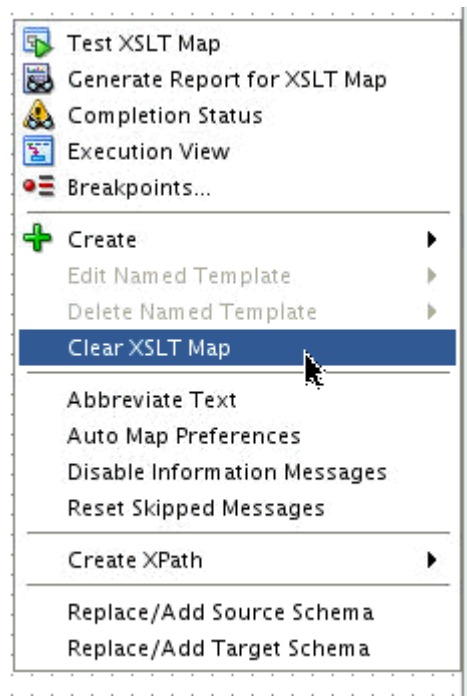 Test XSLT Map
Generate Report for XSLT Map
Completion Status
Execution View
Breakpoints...
Create
Edit Named Template
Delete Named Template
Clear XSLT Map
Abbreviate Text
Auto Map Preferences
Disable Information Messages
Reset Skipped Messages
Create XPath
Replace/Add Source Schema
Replace/Add Target Schema